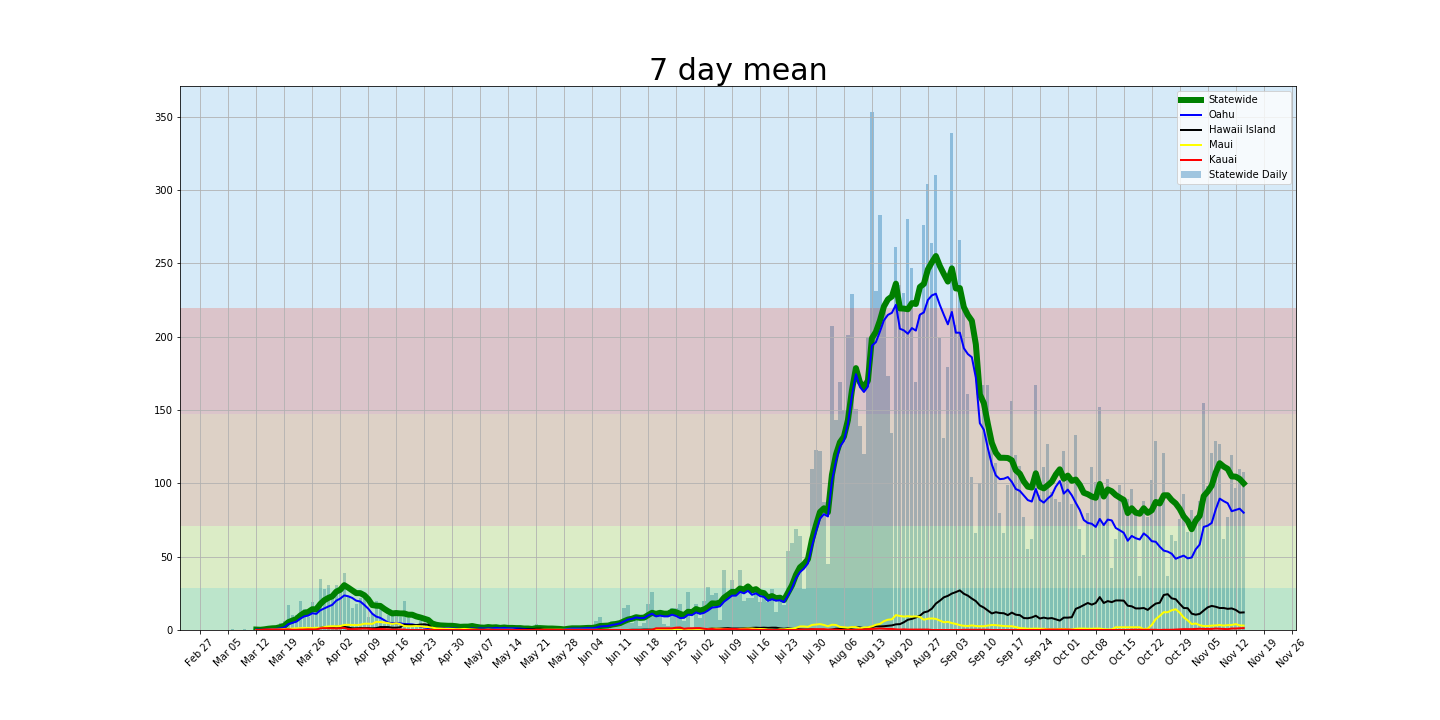 7 day mean
350
300
250
200
150
100
50
0
Statewide
Oahu
Hawaii Island
Maui
Kauai
Statewide Daily
Feb 27
Mar 05
Mar 12
Mar 19
Mar 26
Apr 02
Apr 09
Apr 16
Apr 23
Apr 30
May 07
May 14
May 21
May 28
Jun 04
Jun 11
Jun 18
Jun 25
Jul 02
Jul 09
Jul 16
Jul 23
Jul 30
Aug 06
Aug 13
Aug 20
Aug 27
Sep 03
Sep 10
Sep 17
Sep 24
Oct 01
Oct 08
Oct 15
Oct 22
Oct 29
Nov 05
Nov 12
Nov 19
Nov 26